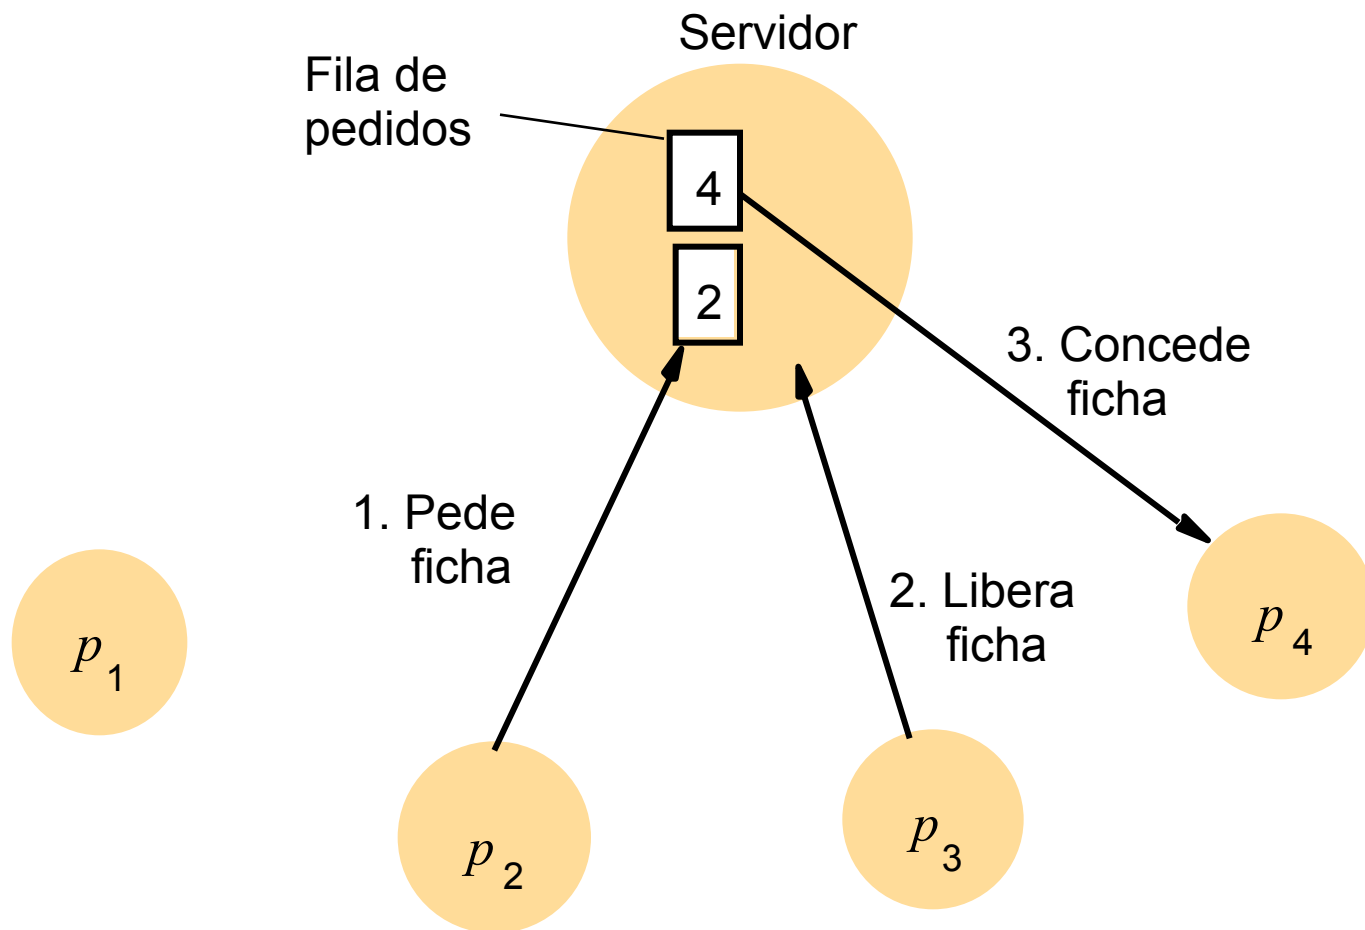 Servidor
Fila de
pedidos
4
2
3. Concede
ficha
1. Pede
ficha
2. Libera
ficha
p 1
p 2
p 3
p 4